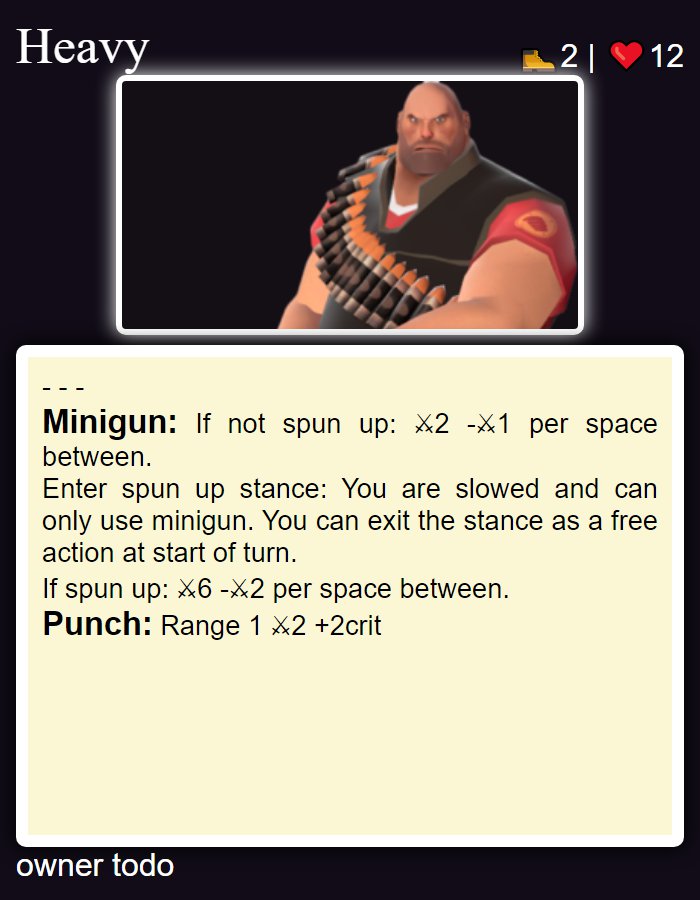 Heavy
🥾2 | ❤️12
- - -
Minigun: If not spun up: ⚔2 -⚔1 per space
between.
Enter spun up stance: You are slowed and can
only use minigun. You can exit the stance as a free
action at start of turn.
If spun up: ⚔6 -⚔2 per space between.
Punch: Range 1 ⚔2 +2crit
owner todo